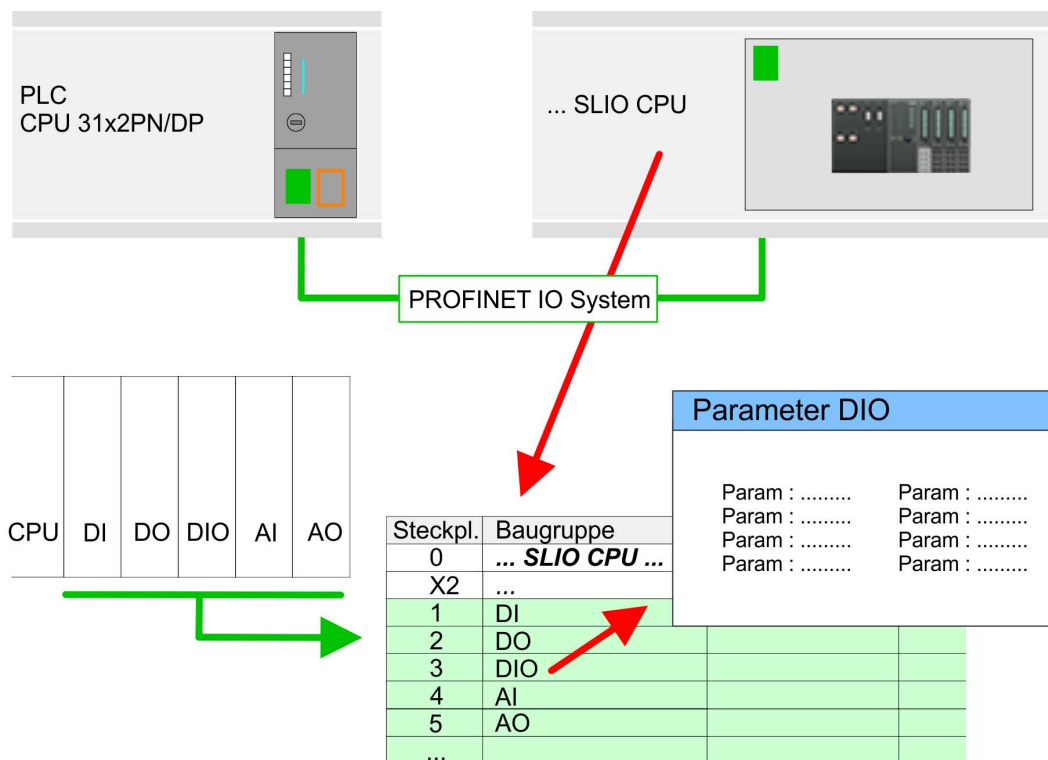 PLC
CPU 31x2PN/DP
... SLIO CPU
PROFINET IO System
CPU DI DO DIO AI AO
Parameter DIO
Param : ......... Param : .........
Param : ......... Param : .........
Param : ......... Param : .........
Param : ......... Param : .........
Steckpl. Baugruppe
0 ... SLIO CPU ...
X2 ...
1 DI
2 DO
3 DIO
4 AI
5 AO
...